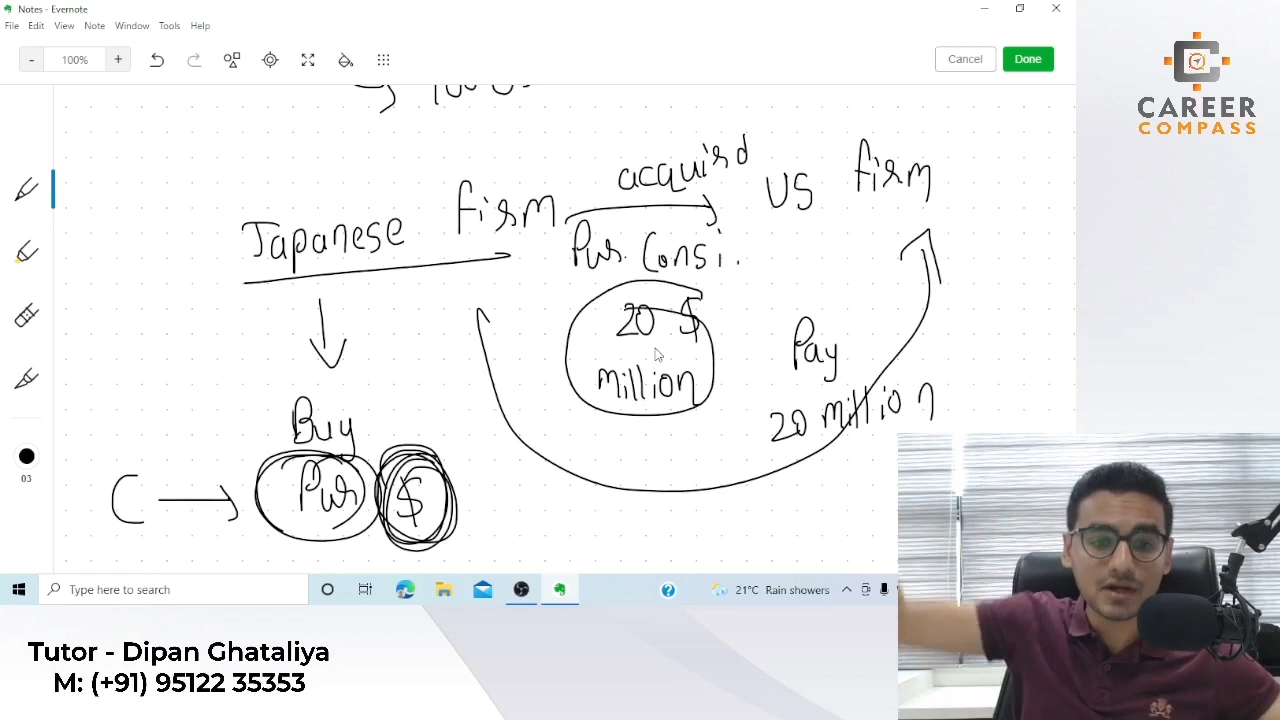 Notes - Evernote
File Edit View Note Window Tools Help
- 100% +
Cancel Done
CAREER
COMPASS
acquird
Japanese firm US firm
Pur. Consi.
20 $
million
Pay
20 million
Buy
C Pur $
03
Type here to search
21°C Rain showers
Tutor - Dipan Ghataliya
M: (+91) 95122 35353